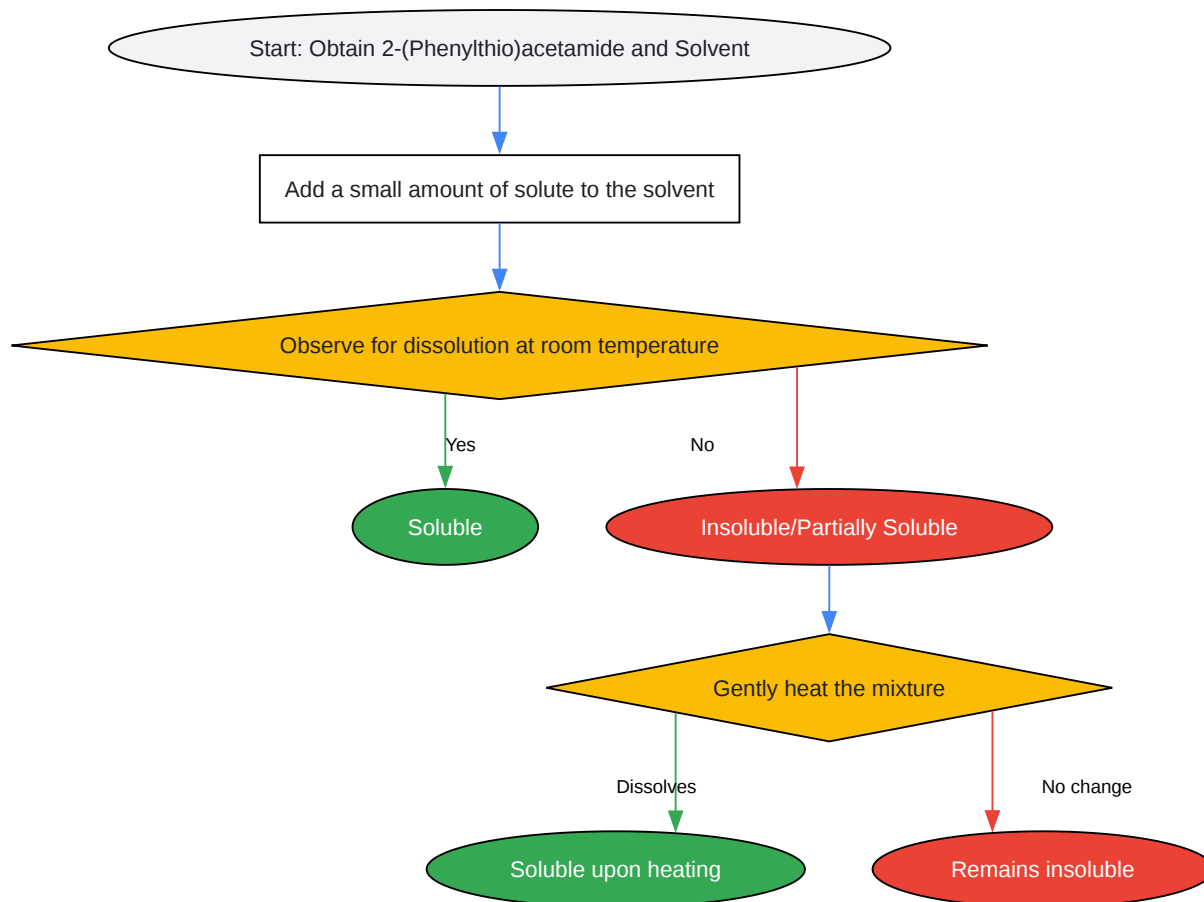 Start: Obtain 2-(Phenylthio)acetamide and Solvent
Add a small amount of solute to the solvent
Observe for dissolution at room temperature
Yes
No
Soluble
Insoluble/Partially Soluble
Gently heat the mixture
Dissolves
No change
Soluble upon heating
Remains insoluble